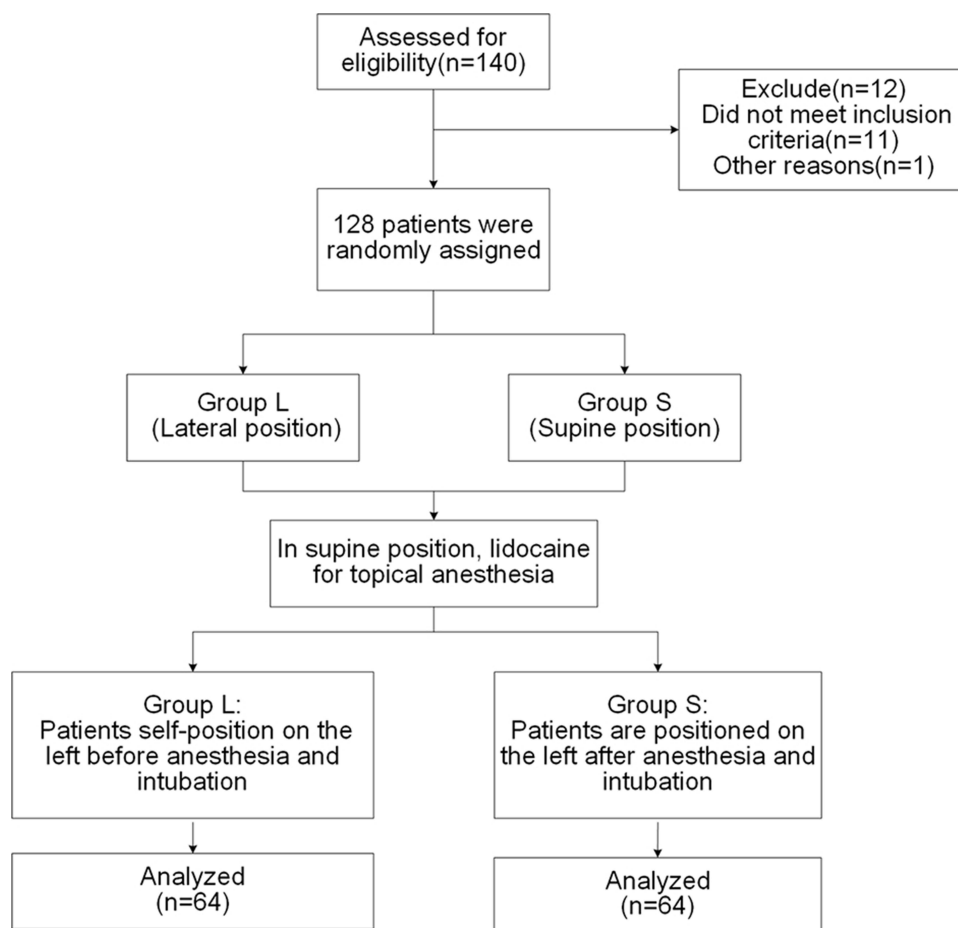 Assessed for
eligibility(n=140)
Exclude(n=12)
Did not meet inclusion
criteria(n=11)
Other reasons(n=1)
128 patients were
randomly assigned
Group L
(Lateral position)
Group S
(Supine position)
In supine position, lidocaine
for topical anesthesia
Group L:
Patients self-position on the
left before anesthesia and
intubation
Group S:
Patients are positioned on
the left after anesthesia and
intubation
Analyzed
(n=64)
Analyzed
(n=64)